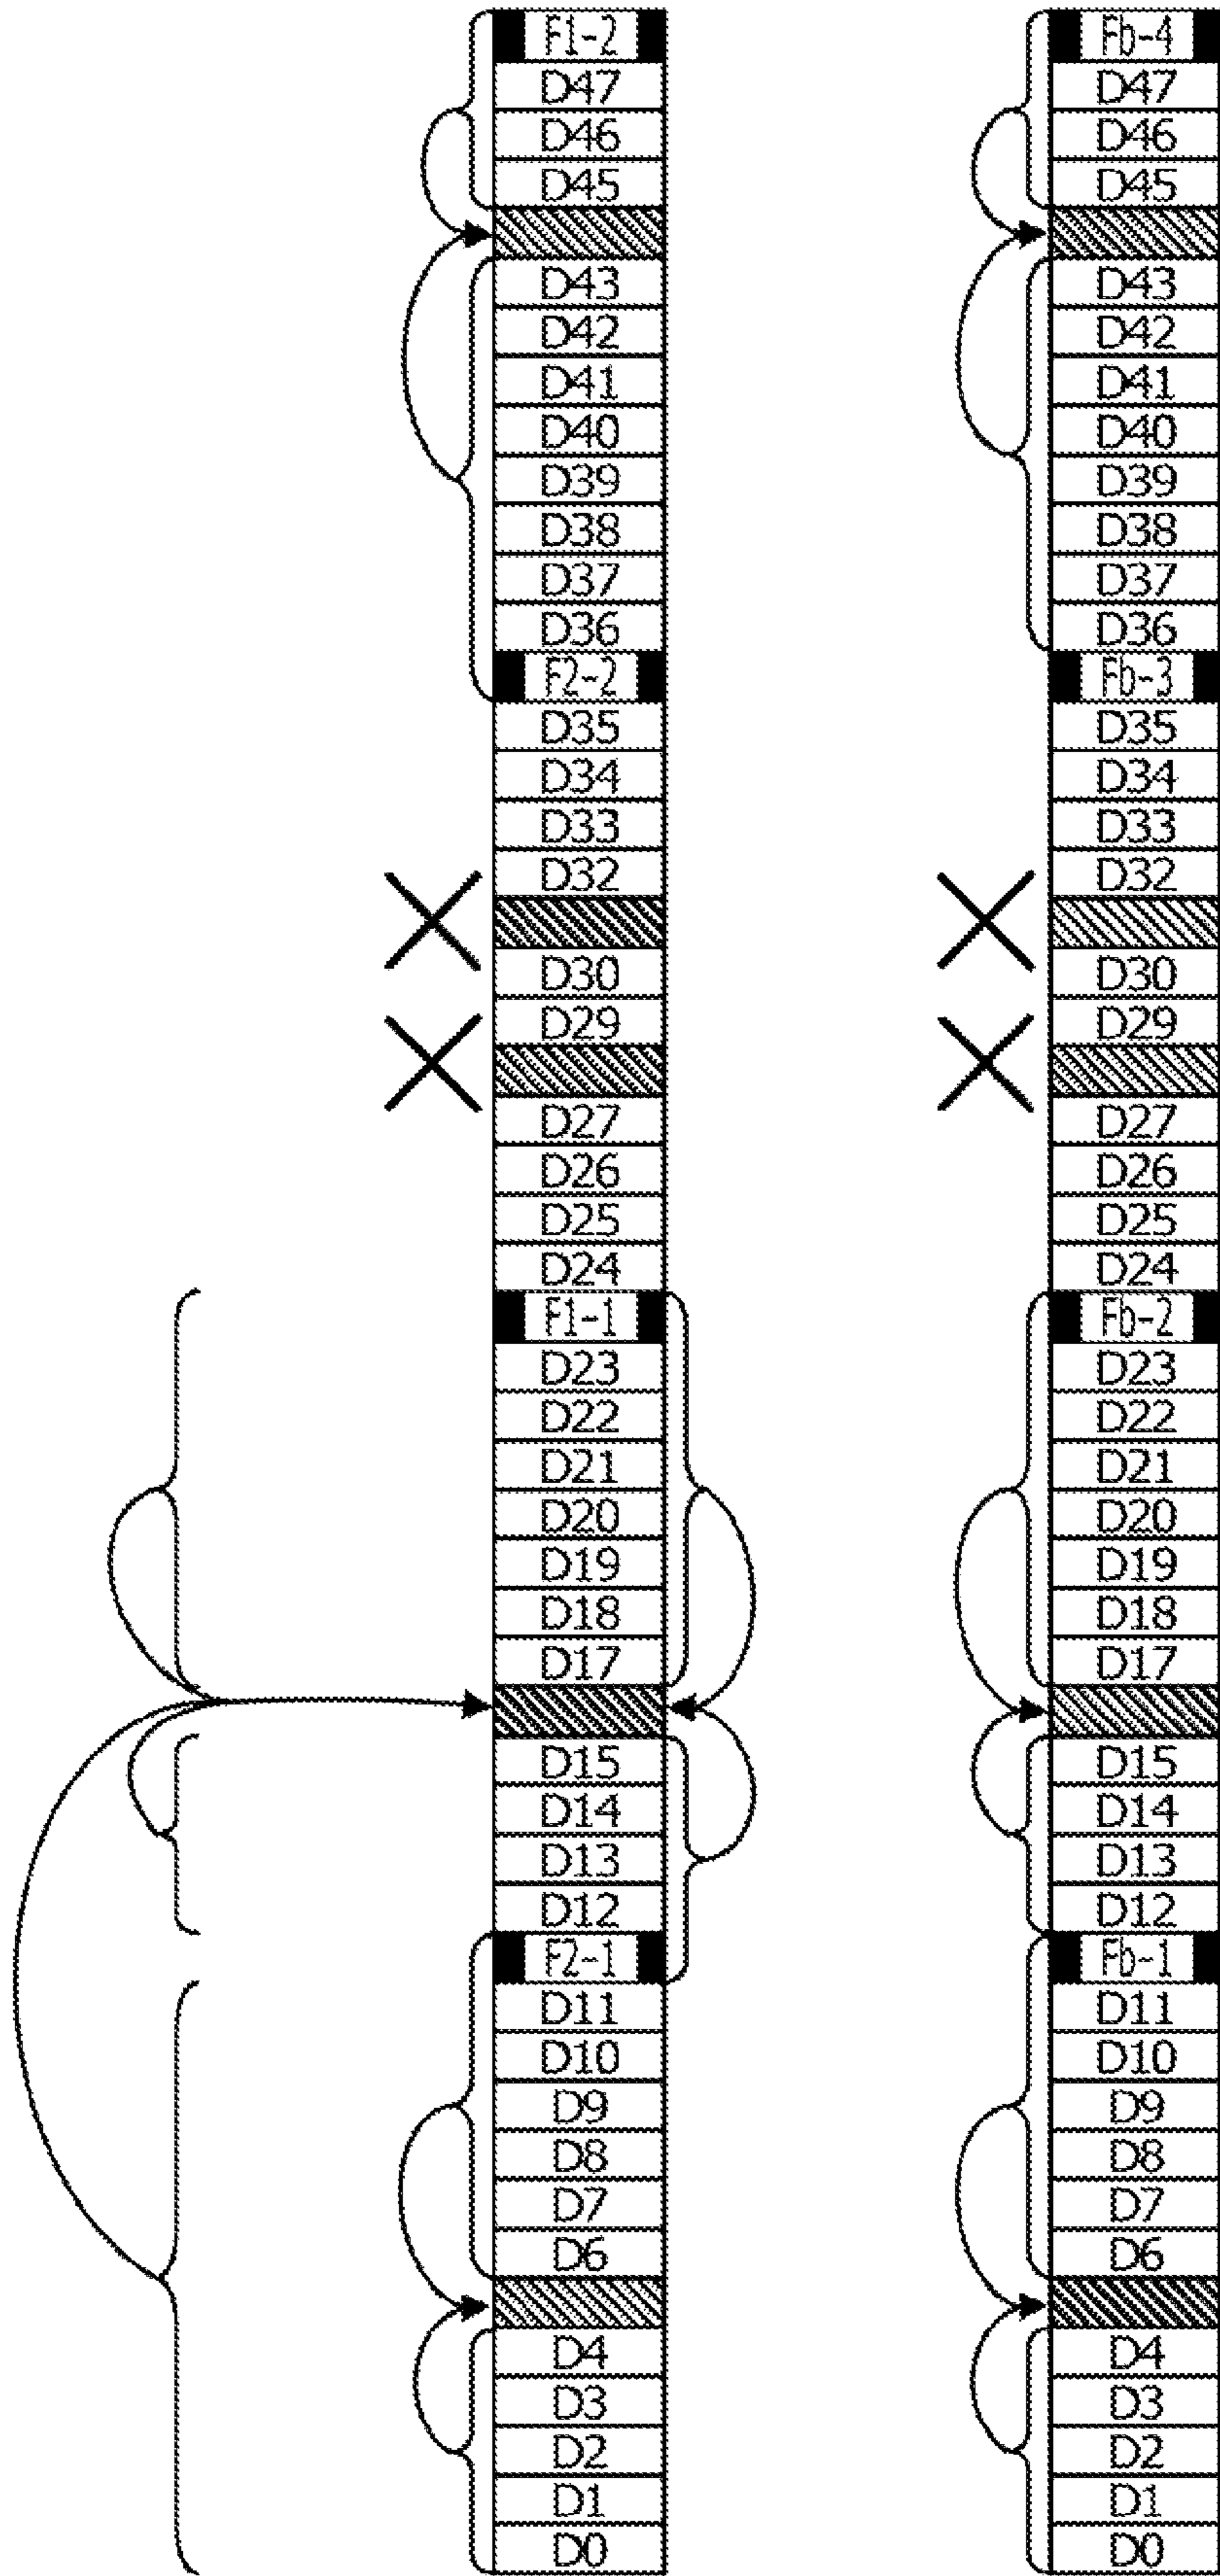 F1-2
D47
D46
D45
D43
D42
D41
D40
D39
D38
D37
D36
F2-2
D35
D34
D33
D32
D30
D29
D27
D26
D25
D24
F1-1
D23
D22
D21
D20
D19
D18
D17
D15
D14
D13
D12
F2-1
D11
D10
D9
D8
D7
D6
D4
D3
D2
D1
D0
Fb-4
D47
D46
D45
D43
D42
D41
D40
D39
D38
D37
D36
Fb-3
D35
D34
D33
D32
D30
D29
D27
D26
D25
D24
Fb-2
D23
D22
D21
D20
D19
D18
D17
D15
D14
D13
D12
Fb-1
D11
D10
D9
D8
D7
D6
D4
D3
D2
D1
D0